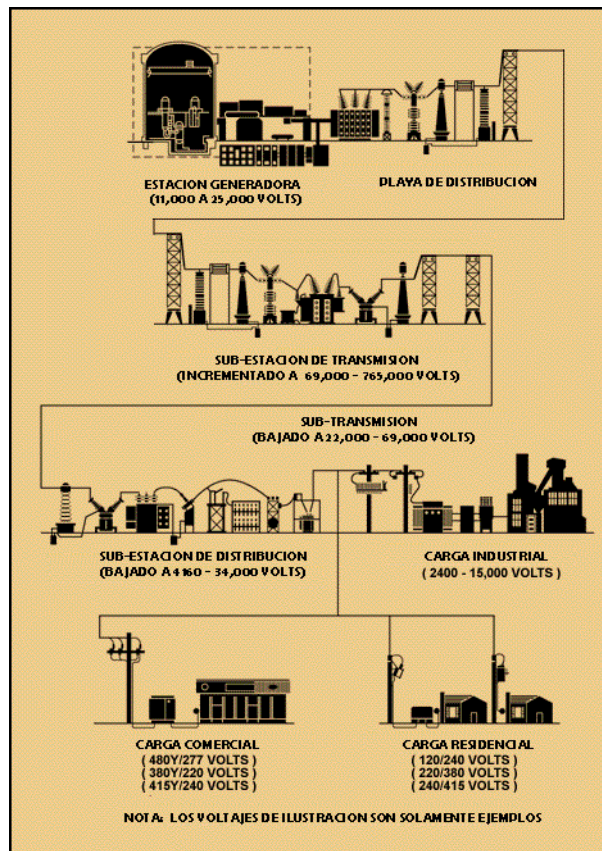 ESTACION GENERADORA
(11,000 A 25,000 VOLTS)
PLAYA DE DISTRIBUCION
SUB-ESTACION DE TRANSMISION
(INCREMENTADO A 69,000 - 765,000 VOLTS)
SUB-TRANSMISION
(BAJADO A 22,000 - 69,000 VOLTS)
SUB-ESTACION DE DISTRIBUCION
(BAJADO A 4160 - 34,000 VOLTS)
CARGA INDUSTRIAL
( 2400 - 15,000 VOLTS )
CARGA COMERCIAL
( 480Y/277 VOLTS )
( 380Y/220 VOLTS )
( 415Y/240 VOLTS )
CARGA RESIDENCIAL
( 120/240 VOLTS )
( 220/380 VOLTS )
( 240/415 VOLTS )
NOTA: LOS VOLTAJES DE ILUSTRACION SON SOLAMENTE EJEMPLOS